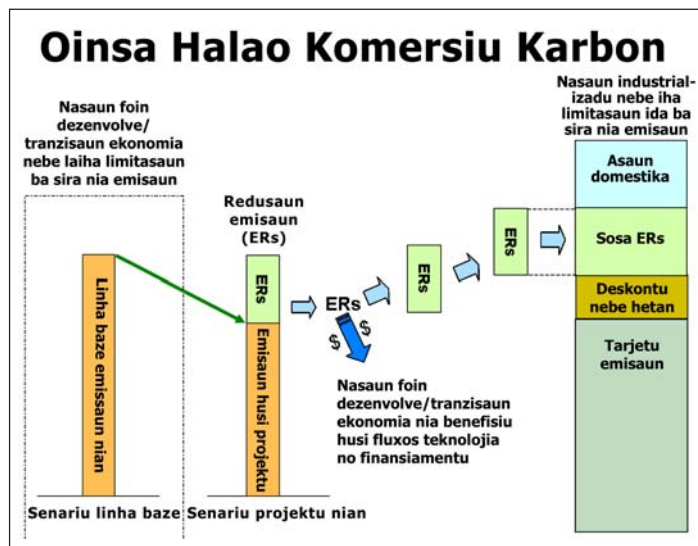 Oinsa Halao Komersiu Karbon
Nasaun foin
dezenvolve/
tranzisaun ekonomia
nebe laiha limitasaun
ba sira nia emisaun
Linha baze emissaun nian
Senariu linha baze
Redusaun
emisaun
(ERs)
ERs
Emisaun husi projektu
Senariu projektu nian
ERs
$
$
Nasaun foin
dezenvolve/tranzisaun
ekonomia nia benefisiu
husi fluxos teknolojia
no finansiamentu
ERs
ERs
Nasaun industrial-
izadu nebe iha
limitasaun ida ba
sira nia emisaun
Asaun
domestika
Sosa ERs
Deskontu
nebe hetan
Tarjetu
emisaun